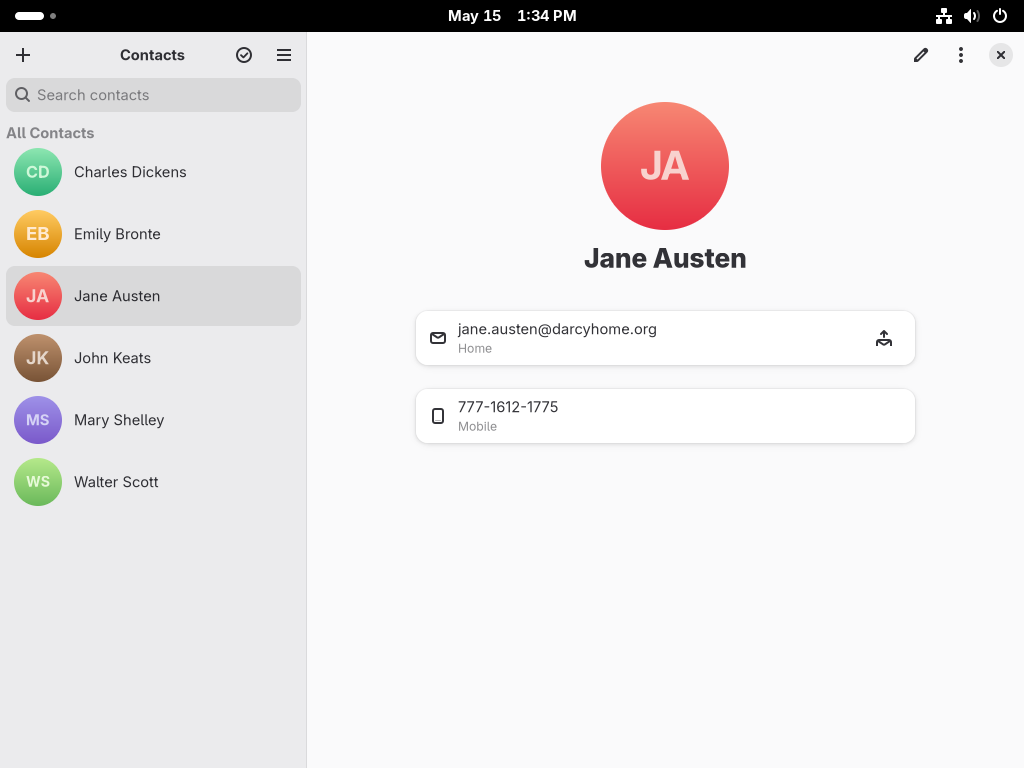 May 15 1:34 PM
Contacts
Search contacts
All Contacts
CD Charles Dickens
EB Emily Bronte
JA Jane Austen
JK John Keats
MS Mary Shelley
WS Walter Scott
JA
Jane Austen
jane.austen@darcyhome.org
Home
777-1612-1775
Mobile